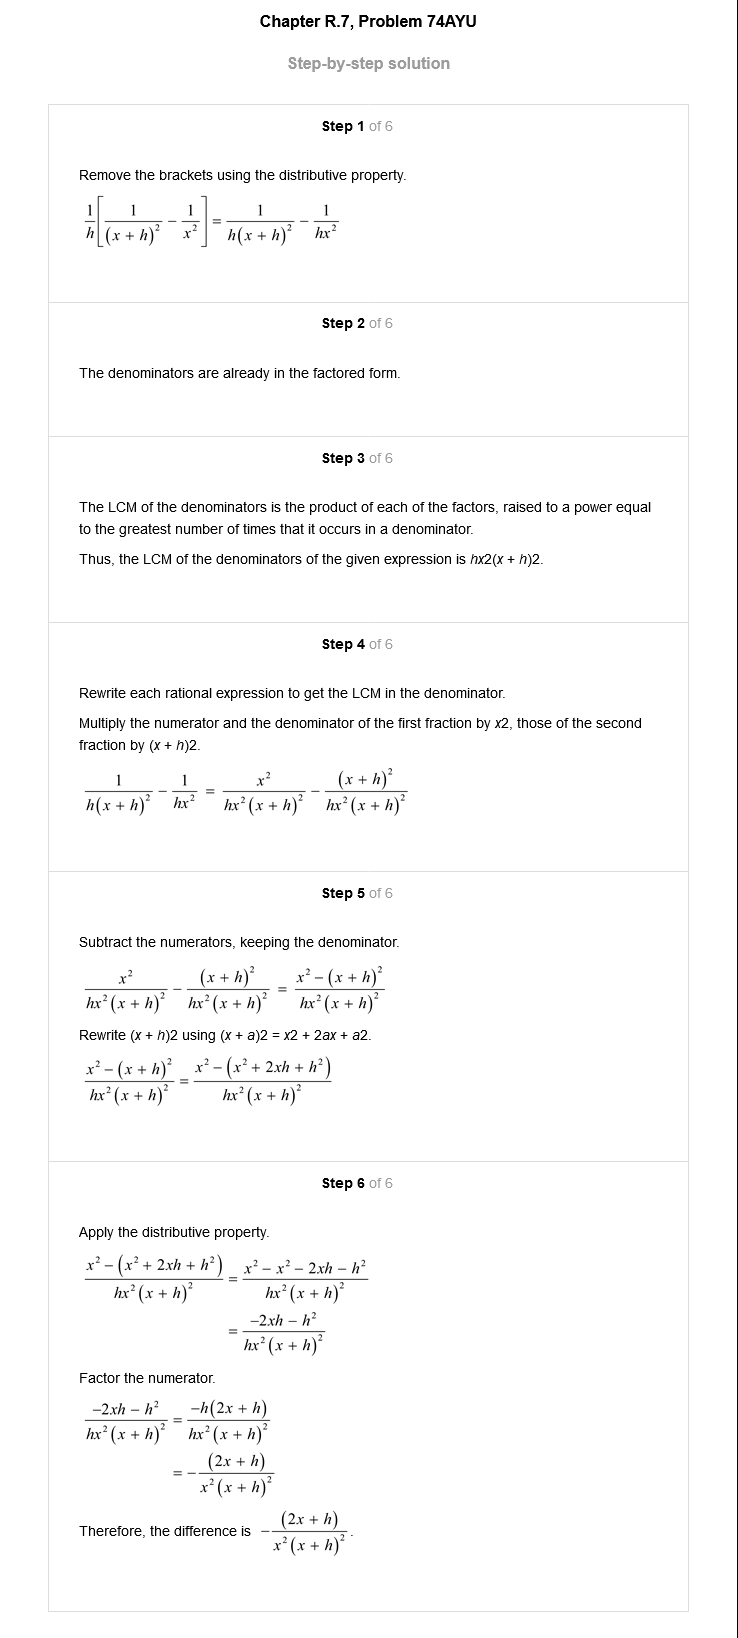 Chapter R.7, Problem 74AYU
Step-by-step solution
Step 1 of 6
Remove the brackets using the distributive property.
\frac{1}{h}\left[\frac{1}{(x+h)^2}-\frac{1}{x^2}\right]=\frac{1}{h(x+h)^2}-\frac{1}{hx^2}
Step 2 of 6
The denominators are already in the factored form.
Step 3 of 6
The LCM of the denominators is the product of each of the factors, raised to a power equal
to the greatest number of times that it occurs in a denominator.
Thus, the LCM of the denominators of the given expression is hx2(x + h)2.
Step 4 of 6
Rewrite each rational expression to get the LCM in the denominator.
Multiply the numerator and the denominator of the first fraction by x2, those of the second
fraction by (x + h)2.
\frac{1}{h(x+h)^2}-\frac{1}{hx^2}=\frac{x^2}{hx^2(x+h)^2}-\frac{(x+h)^2}{hx^2(x+h)^2}
Step 5 of 6
Subtract the numerators, keeping the denominator.
\frac{x^2}{hx^2(x+h)^2}-\frac{(x+h)^2}{hx^2(x+h)^2}=\frac{x^2-(x+h)^2}{hx^2(x+h)^2}
Rewrite (x + h)2 using (x + a)2 = x2 + 2ax + a2.
\frac{x^2-(x+h)^2}{hx^2(x+h)^2}=\frac{x^2-(x^2+2xh+h^2)}{hx^2(x+h)^2}
Step 6 of 6
Apply the distributive property.
\frac{x^2-(x^2+2xh+h^2)}{hx^2(x+h)^2}=\frac{x^2-x^2-2xh-h^2}{hx^2(x+h)^2}
=\frac{-2xh-h^2}{hx^2(x+h)^2}
Factor the numerator.
\frac{-2xh-h^2}{hx^2(x+h)^2}=\frac{-h(2x+h)}{hx^2(x+h)^2}
=-\frac{(2x+h)}{x^2(x+h)^2}
Therefore, the difference is -\frac{(2x+h)}{x^2(x+h)^2}.